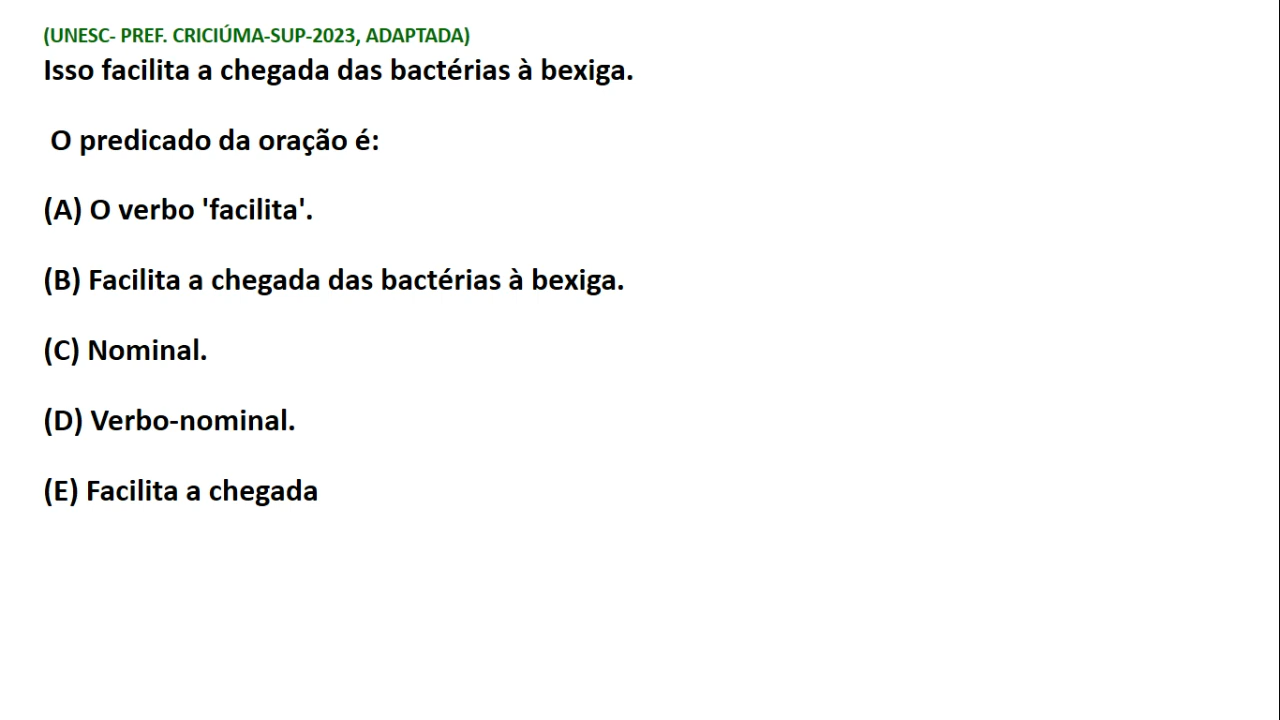 (UNESC- PREF. CRICIÚMA-SUP-2023, ADAPTADA)
Isso facilita a chegada das bactérias à bexiga.
O predicado da oração é:
(A) O verbo 'facilita'.
(B) Facilita a chegada das bactérias à bexiga.
(C) Nominal.
(D) Verbo-nominal.
(E) Facilita a chegada